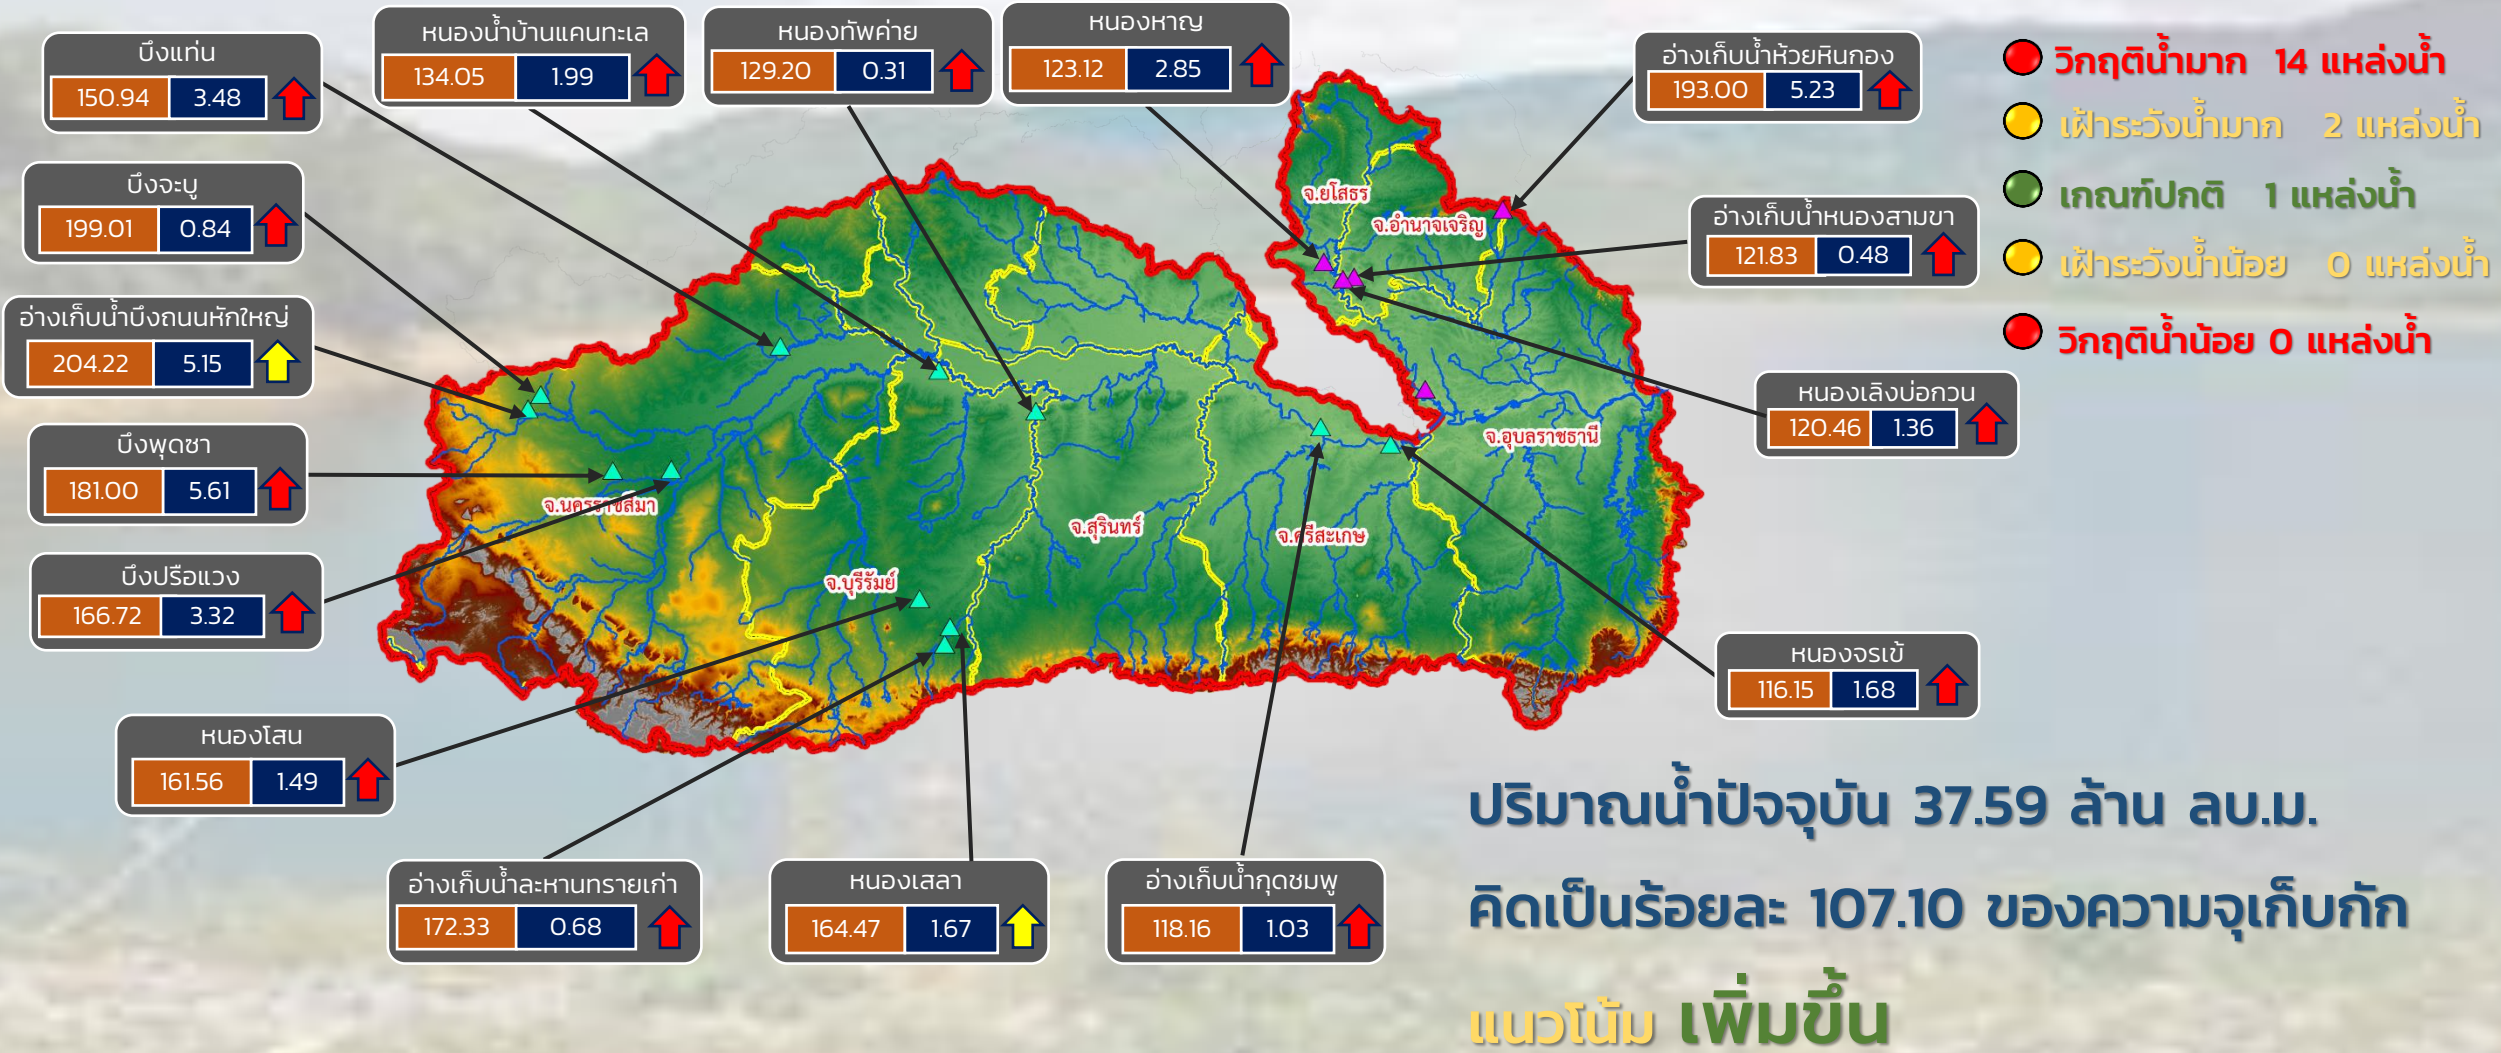 บึงแท่น
150.94 3.48
หนองน้ำบ้านแคนทะเล
134.05 1.99
หนองทัพค่าย
129.20 0.31
หนองหาญ
123.12 2.85
อ่างเก็บน้ำห้วยหินกอง
193.00 5.23
วิกฤติน้ำมาก 14 แหล่งน้ำ
เฝ้าระวังน้ำมาก 2 แหล่งน้ำ
เกณฑ์ปกติ 1 แหล่งน้ำ
เฝ้าระวังน้ำน้อย 0 แหล่งน้ำ
วิกฤติน้ำน้อย 0 แหล่งน้ำ
บึงจะบู
199.01 0.84
อ่างเก็บน้ำหนองสามขา
121.83 0.48
อ่างเก็บน้ำบึงถนนหักใหญ่
204.22 5.15
บึงพุดซา
181.00 5.61
หนองเลิงบ่อกวน
120.46 1.36
บึงปรือแวง
166.72 3.32
หนองจรเข้
116.15 1.68
หนองโสน
161.56 1.49
จ.ยโสธร
จ.อำนาจเจริญ
จ.อุบลราชธานี
จ.นครราชสีมา
จ.สุรินทร์
จ.ศรีสะเกษ
จ.บุรีรัมย์
อ่างเก็บน้ำละหานทรายเก่า
172.33 0.68
หนองเสลา
164.47 1.67
อ่างเก็บน้ำกุดชมพู
118.16 1.03
ปริมาณน้ำปัจจุบัน 37.59 ล้าน ลบ.ม.
คิดเป็นร้อยละ 107.10 ของความจุเก็บกัก
แนวโน้ม เพิ่มขึ้น